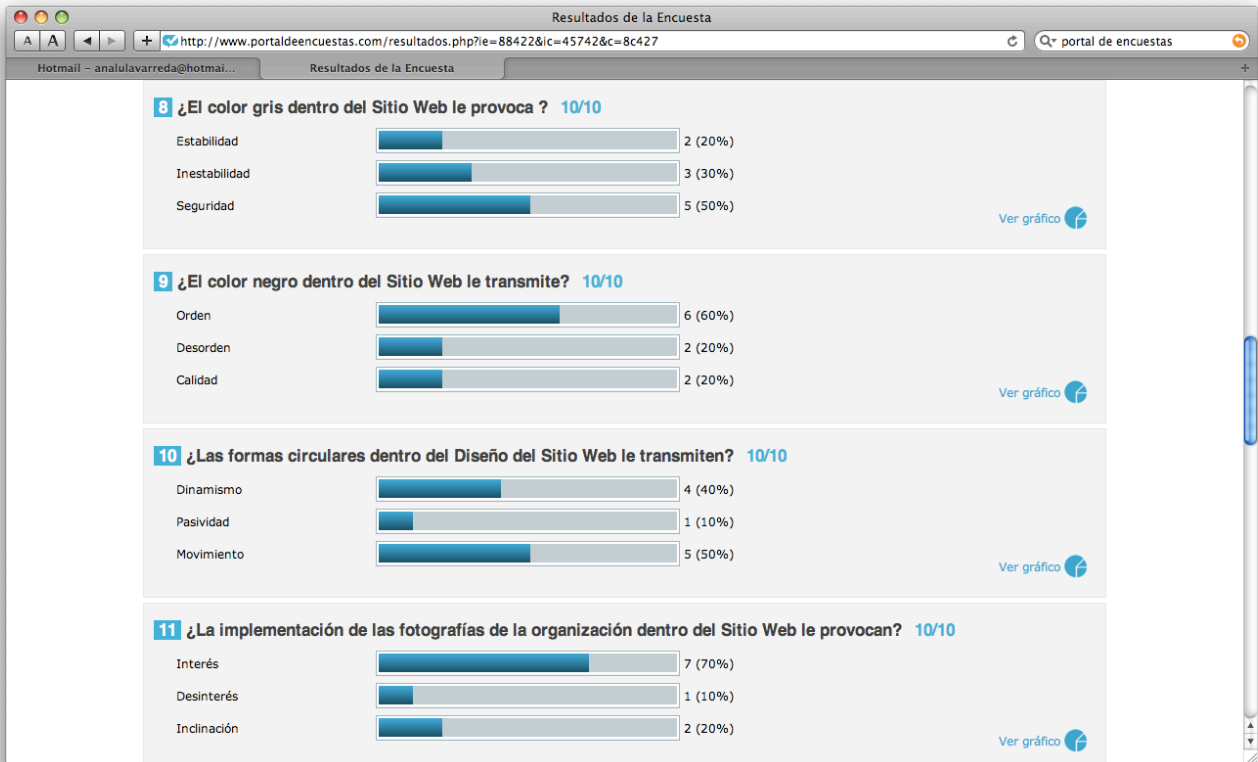 Resultados de la Encuesta
A A + http://www.portaldeencuestas.com/resultados.php?ie=88422&ic=45742&c=8c427 portal de encuestas
Hotmail – analulavarreda@hotmai... Resultados de la Encuesta +
8 ¿El color gris dentro del Sitio Web le provoca ? 10/10
Estabilidad 2 (20%)
Inestabilidad 3 (30%)
Seguridad 5 (50%)
Ver gráfico
9 ¿El color negro dentro del Sitio Web le transmite? 10/10
Orden 6 (60%)
Desorden 2 (20%)
Calidad 2 (20%)
Ver gráfico
10 ¿Las formas circulares dentro del Diseño del Sitio Web le transmiten? 10/10
Dinamismo 4 (40%)
Pasividad 1 (10%)
Movimiento 5 (50%)
Ver gráfico
11 ¿La implementación de las fotografías de la organización dentro del Sitio Web le provocan? 10/10
Interés 7 (70%)
Desinterés 1 (10%)
Inclinación 2 (20%)
Ver gráfico